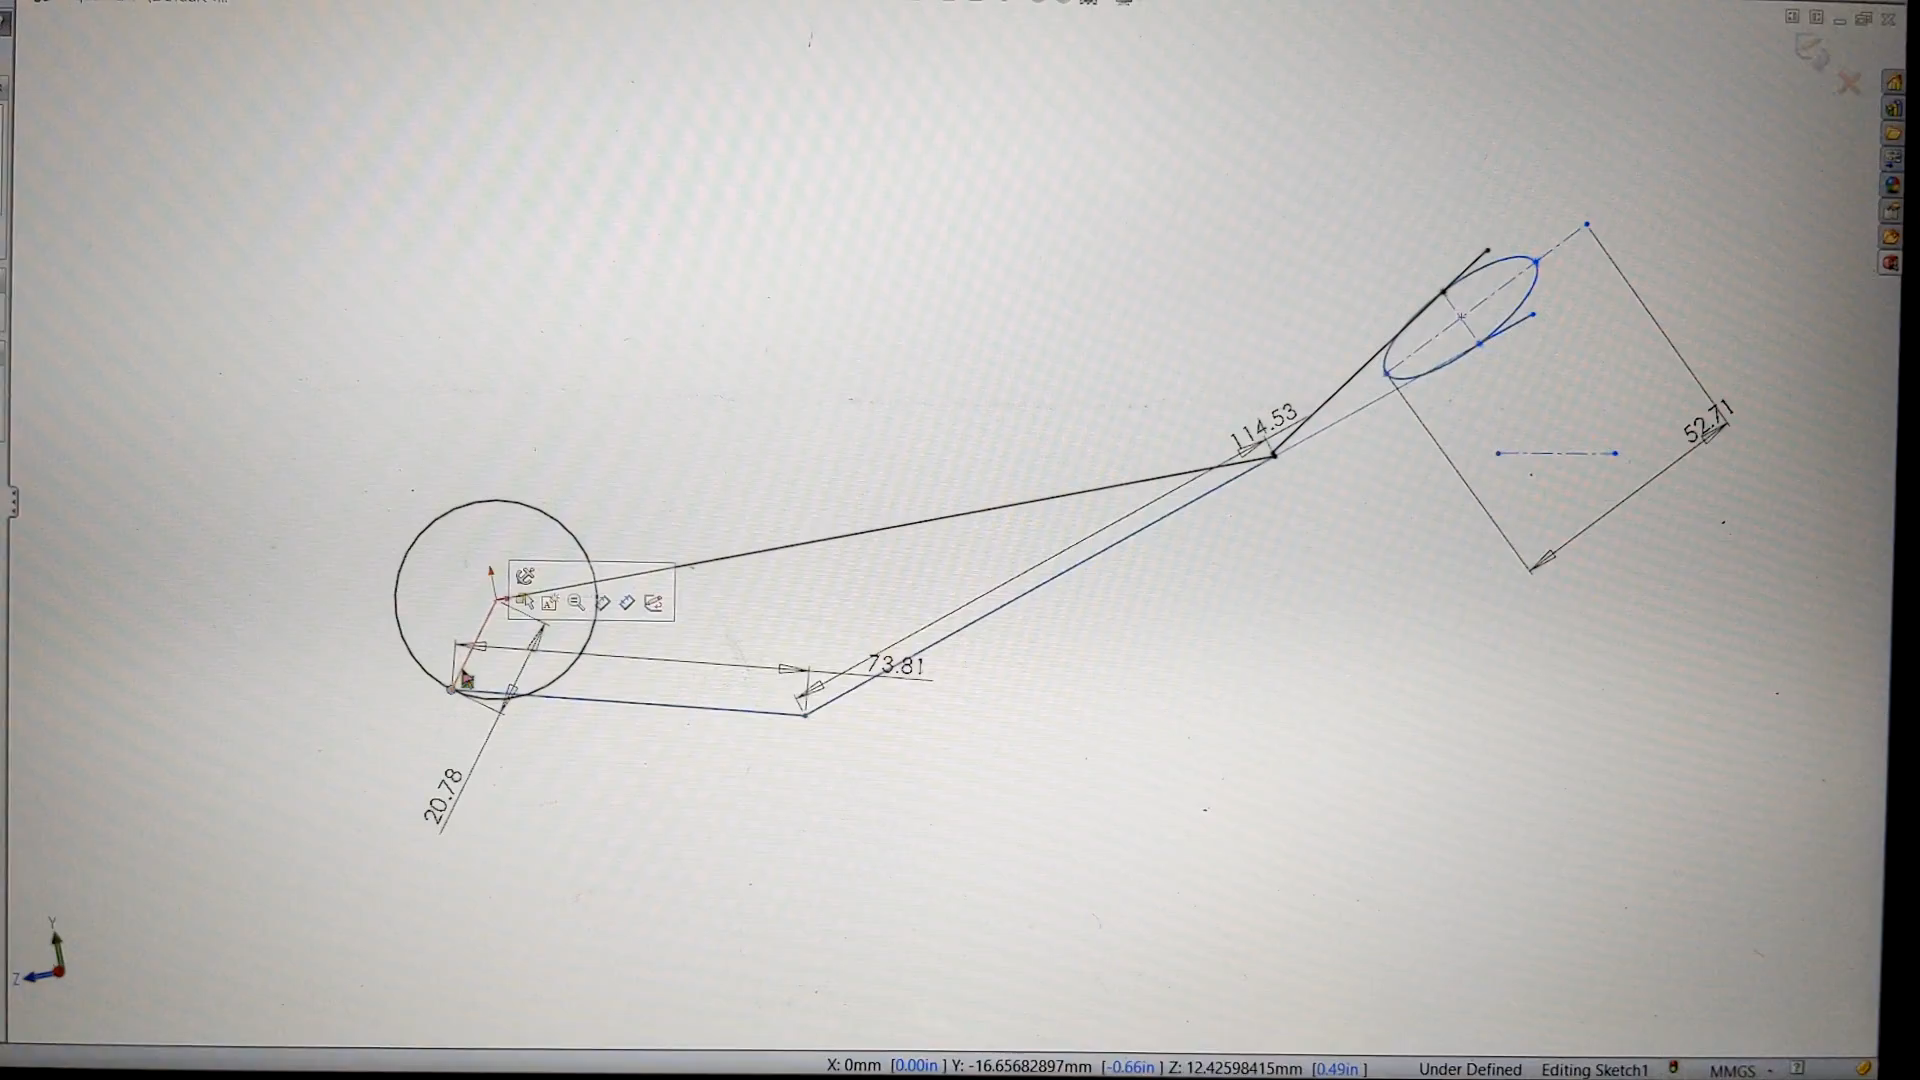 114.53
52.71
73.81
20.78
Y
Z
X: 0mm [0.00in ] Y: -16.65682897mm [-0.66in ] Z: 12.42598415mm [0.49in ] Under Defined Editing Sketch1 MMGS - ?